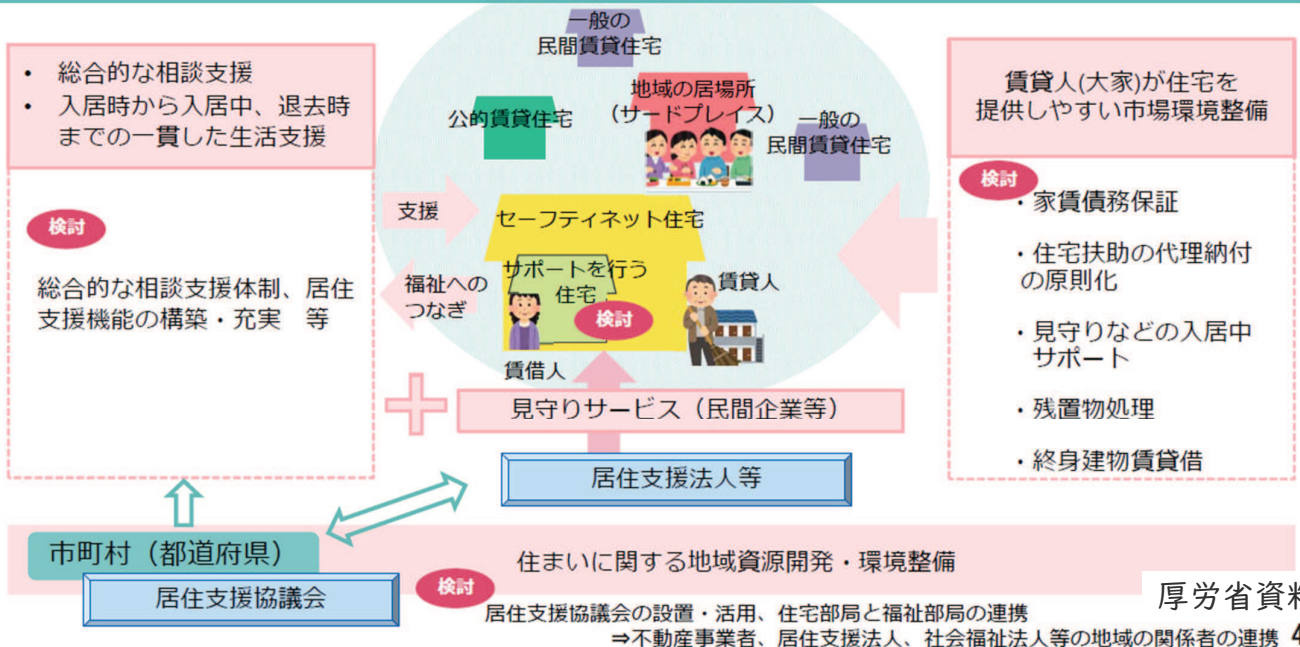 • 総合的な相談支援
• 入居時から入居中、退去時
までの一貫した生活支援
検討
総合的な相談支援体制、居住
支援機能の構築・充実 等
一般の
民間賃貸住宅
公的賃貸住宅
地域の居場所
（サードプレイス）
一般の
民間賃貸住宅
支援
福祉への
つなぎ
セーフティネット住宅
サポートを行う
住宅
検討
賃貸人
賃借人
見守りサービス（民間企業等）
居住支援法人等
賃貸人(大家)が住宅を
提供しやすい市場環境整備
検討
・家賃債務保証
・住宅扶助の代理納付
の原則化
・見守りなどの入居中
サポート
・残置物処理
・終身建物賃貸借
市町村（都道府県）
居住支援協議会
住まいに関する地域資源開発・環境整備
検討
居住支援協議会の設置・活用、住宅部局と福祉部局の連携
⇒不動産事業者、居住支援法人、社会福祉法人等の地域の関係者の連携
厚労省資料
4